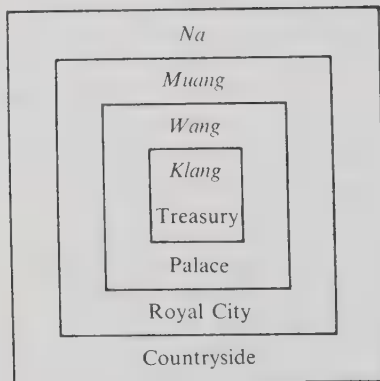 Na
Muang
Wang
Klang
Treasury
Palace
Royal City
Countryside